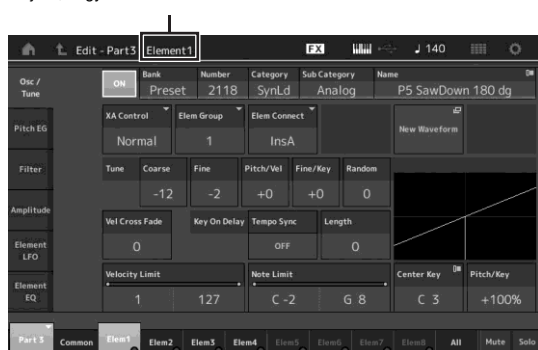 Edit - Part3 Element1 FX 140
Osc / Tune
ON
Bank Preset
Number 2118
Category SynLd
Sub Category Analog
Name P5 SawDown 180 dg
Pitch EG
XA Control Normal
Elem Group 1
Elem Connect InsA
New Waveform
Filter
Tune
Coarse -12
Fine -2
Pitch/Vel +0
Fine/Key +0
Random 0
Amplitude
Vel Cross Fade 0
Key On Delay
Tempo Sync OFF
Length 0
Element LFO
Element EQ
Velocity Limit 1 127
Note Limit C -2 G 8
Center Key C 3
Pitch/Key +100%
Part 3 Common Elem1 Elem2 Elem3 Elem4 Elem5 Elem6 Elem7 Elem8 All Mute Solo